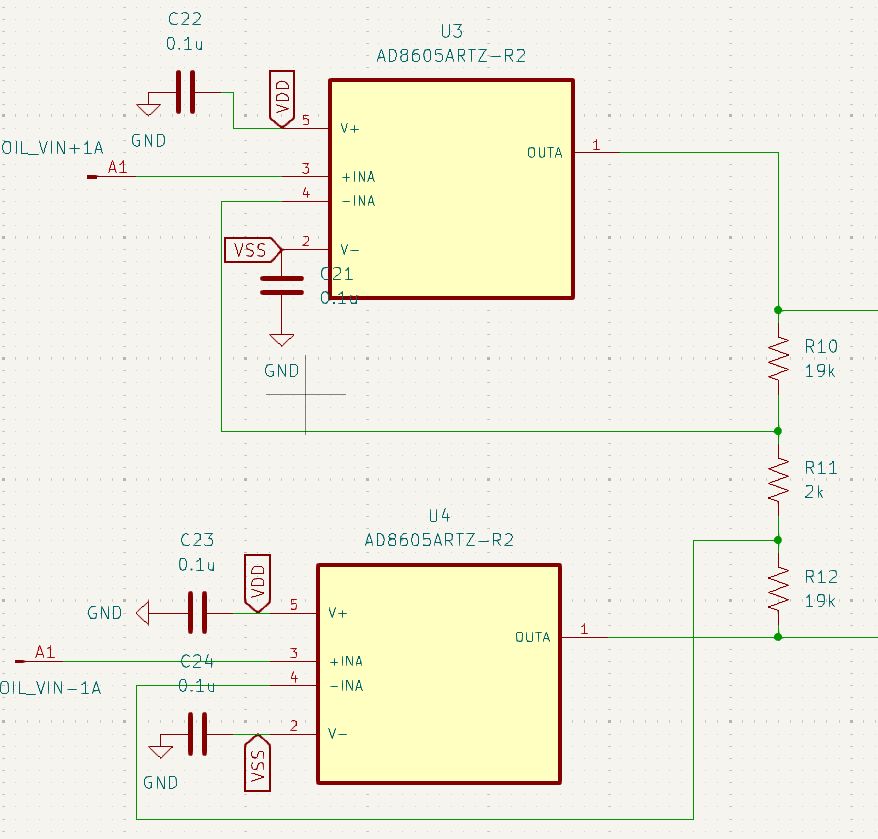 C22
0.1u
GND
VDD
U3
AD8605ARTZ-R2
5
V+
OIL_VIN+1A
A1
3
+INA
4
-INA
VSS
2
V-
OUTA
1
C21
0.1u
GND
R10
19k
R11
2k
R12
19k
U4
AD8605ARTZ-R2
C23
0.1u
GND
VDD
5
V+
A1
OIL_VIN-1A
3
+INA
C24
0.1u
4
-INA
2
V-
GND
VSS
OUTA
1